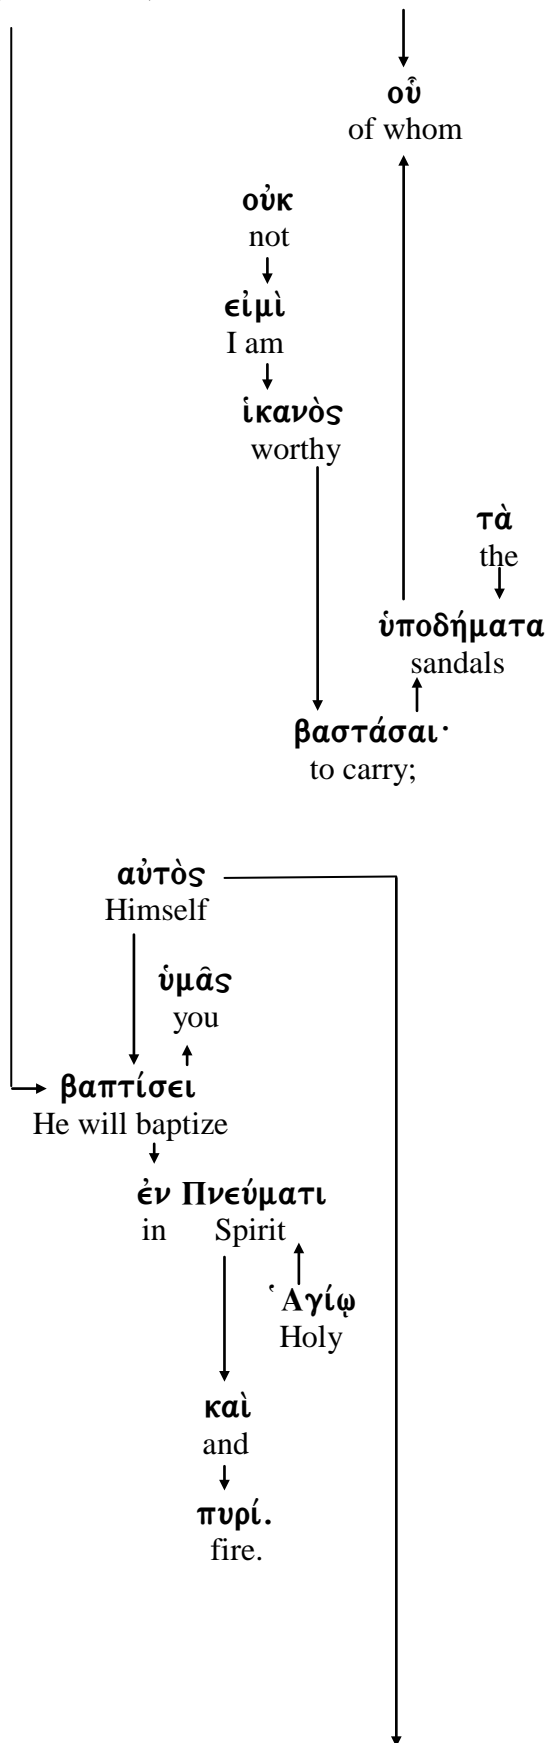 οὗ
of whom
οὐκ
not
εἰμὶ
I am
ἱκανὸς
worthy
τὰ
the
ὑποδήματα
sandals
βαστάσαι·
to carry;
αὐτὸς
Himself
ὑμᾶς
you
βαπτίσει
He will baptize
ἐν Πνεύματι
in Spirit
Ἁγίῳ
Holy
καὶ
and
πυρί.
fire.